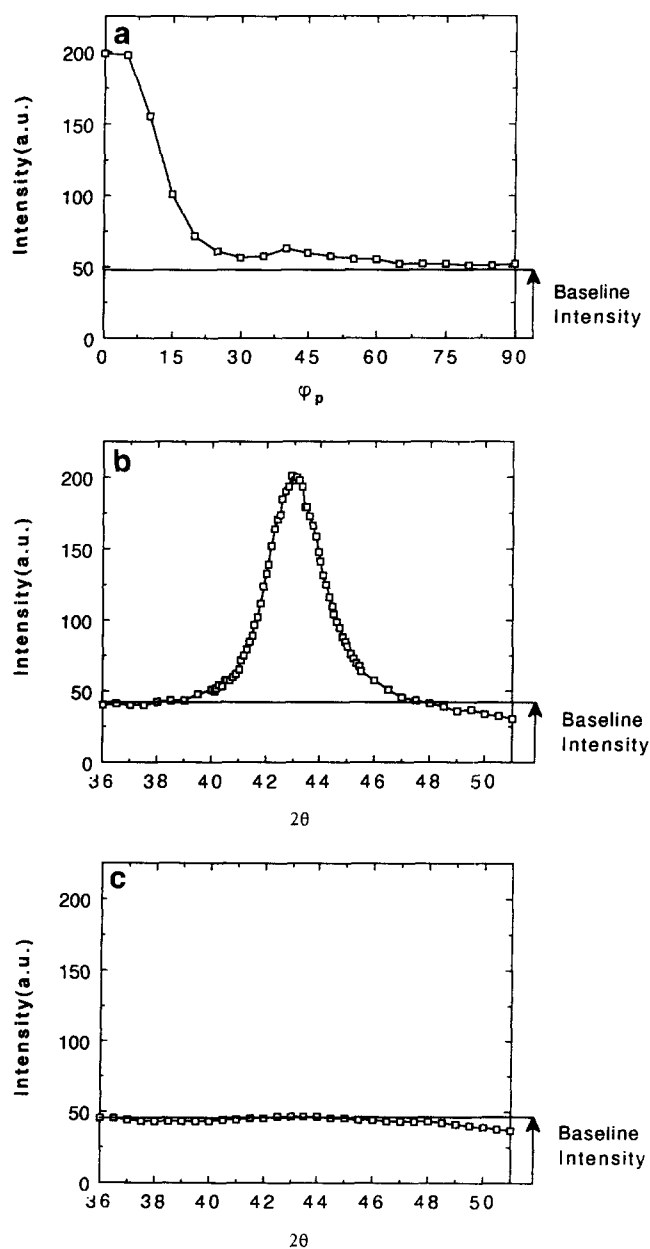 a
200
150
100
50
0
Intensity(a.u.)
0 15 30 45 60 75 90
φp
Baseline
Intensity
b
200
150
100
50
0
Intensity(a.u.)
36 38 40 42 44 46 48 50
2θ
Baseline
Intensity
c
200
150
100
50
0
Intensity(a.u.)
36 38 40 42 44 46 48 50
2θ
Baseline
Intensity